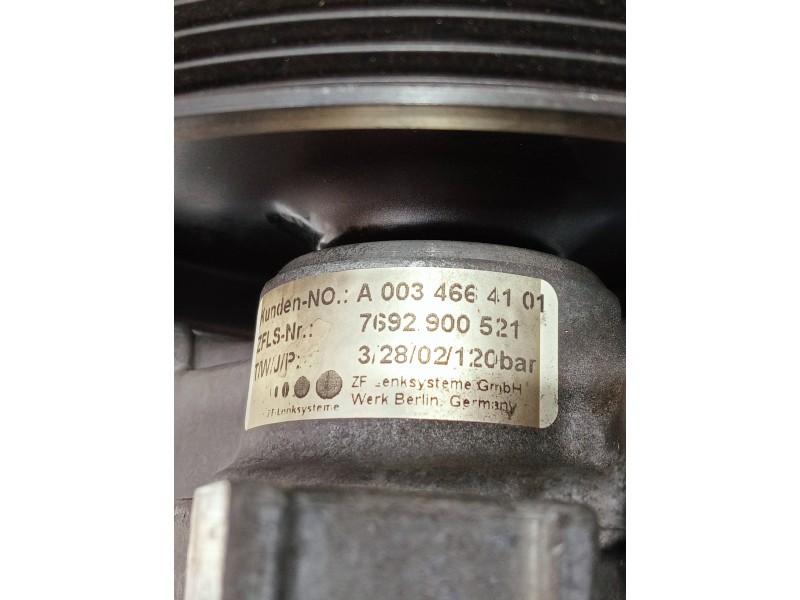 Kunden-NO.: A 003 466 41 01
ZFLS-Nr.: 7692 900 521
T/W/J/P: 3/28/02/120bar
ZF Lenksysteme GmbH
Werk Berlin, Germany
ZF-Lenksysteme